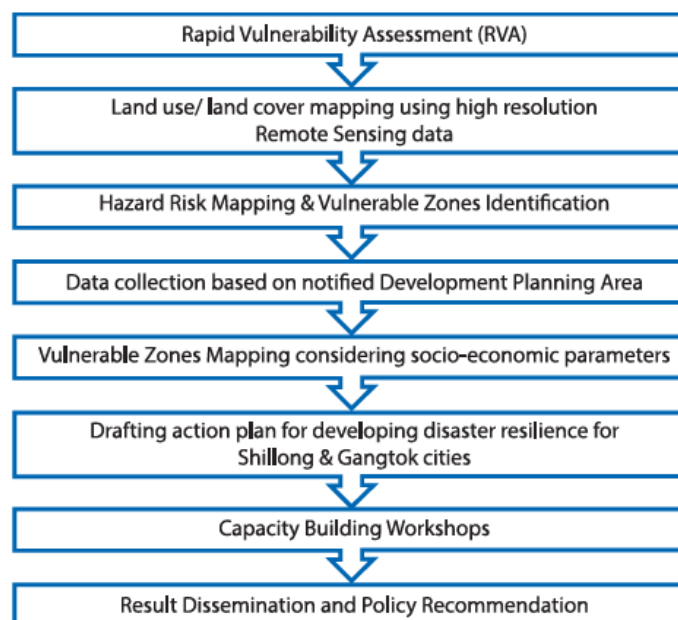 Rapid Vulnerability Assessment (RVA)
Land use/ land cover mapping using high resolution
Remote Sensing data
Hazard Risk Mapping & Vulnerable Zones Identification
Data collection based on notified Development Planning Area
Vulnerable Zones Mapping considering socio-economic parameters
Drafting action plan for developing disaster resilience for
Shillong & Gangtok cities
Capacity Building Workshops
Result Dissemination and Policy Recommendation